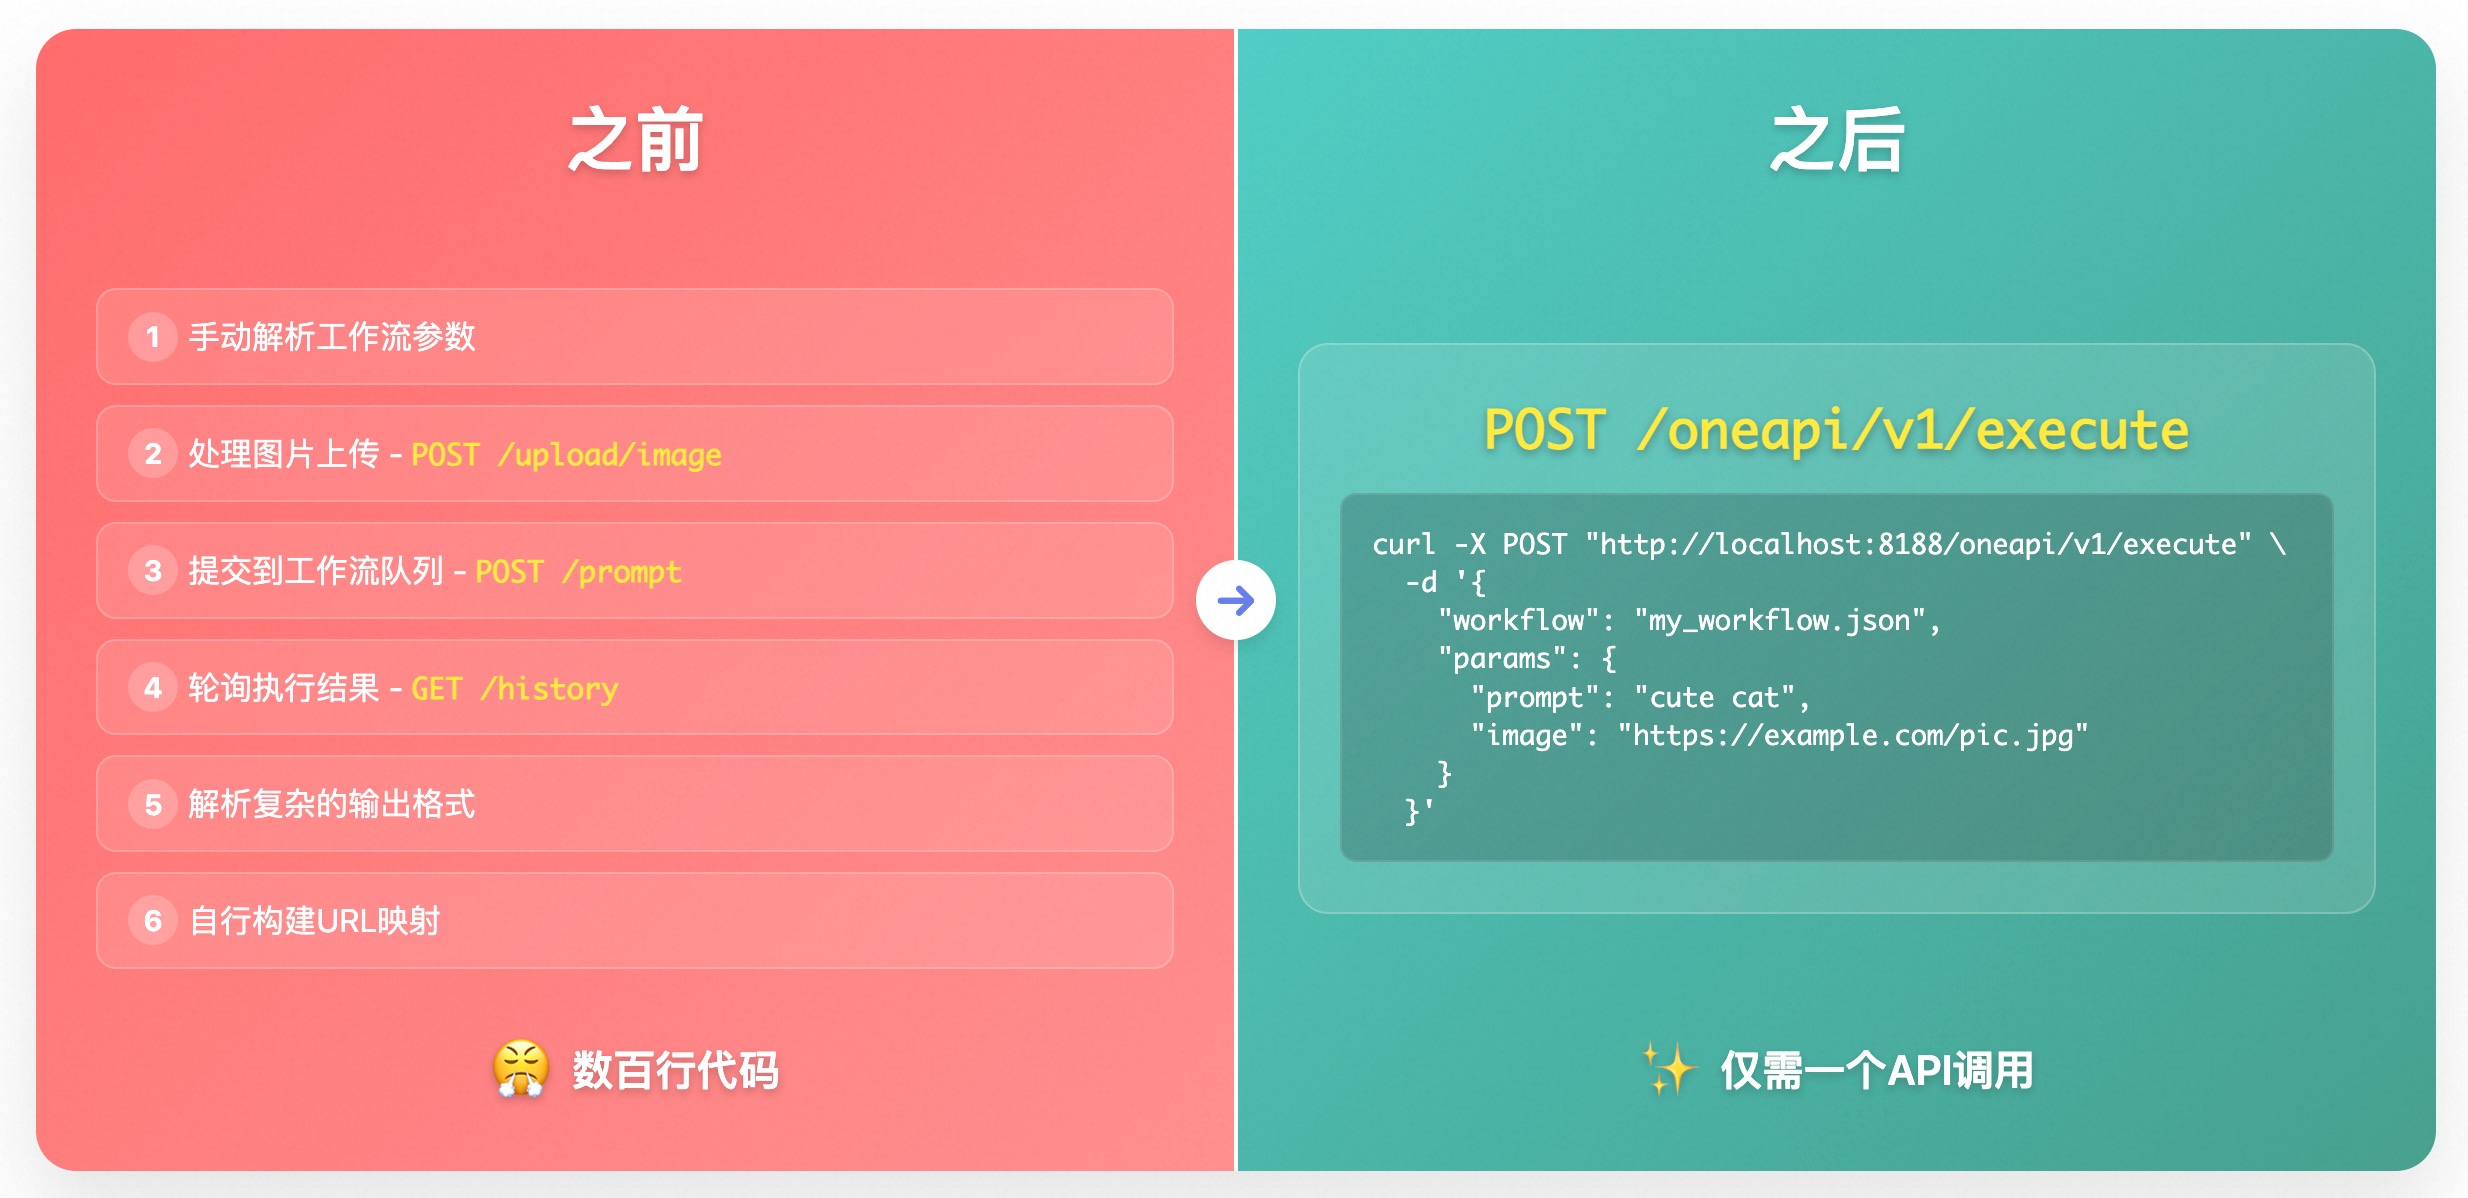 之前
1 手动解析工作流参数
2 处理图片上传 - POST /upload/image
3 提交到工作流队列 - POST /prompt
4 轮询执行结果 - GET /history
5 解析复杂的输出格式
6 自行构建URL映射
😤 数百行代码
之后
POST /oneapi/v1/execute
curl -X POST "http://localhost:8188/oneapi/v1/execute" \
  -d '{
    "workflow": "my_workflow.json",
    "params": {
      "prompt": "cute cat",
      "image": "https://example.com/pic.jpg"
    }
  }'
✨ 仅需一个API调用